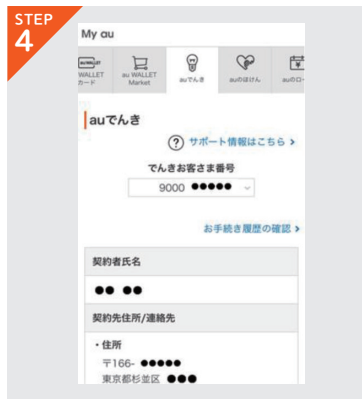 STEP
4
My au
au WALLET
カード
au WALLET
Market
auでんき
auのほけん
auのロー
auでんき
? サポート情報はこちら >
でんきお客さま番号
9000 ●●●●●
お手続き履歴の確認 >
契約者氏名
●● ●●
契約先住所/連絡先
・住所
〒166- ●●●●●
東京都杉並区 ●●●